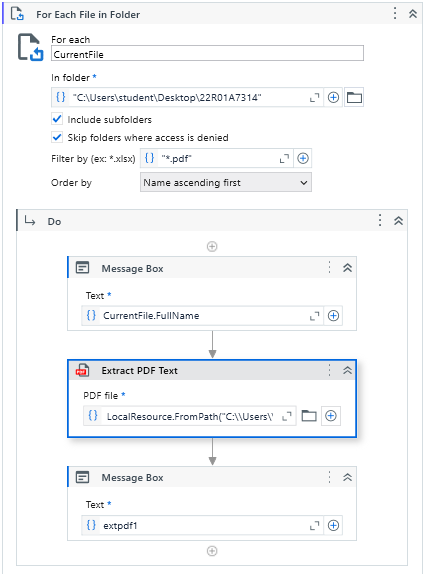 For Each File in Folder
For each
CurrentFile
In folder *
"C:\Users\student\Desktop\22R01A7314"
Include subfolders
Skip folders where access is denied
Filter by (ex: *.xlsx)
"*.pdf"
Order by
Name ascending first
Do
Message Box
Text *
CurrentFile.FullName
PDF
Extract PDF Text
PDF file *
LocalResource.FromPath("C:\\Users\
Message Box
Text *
extpdf1